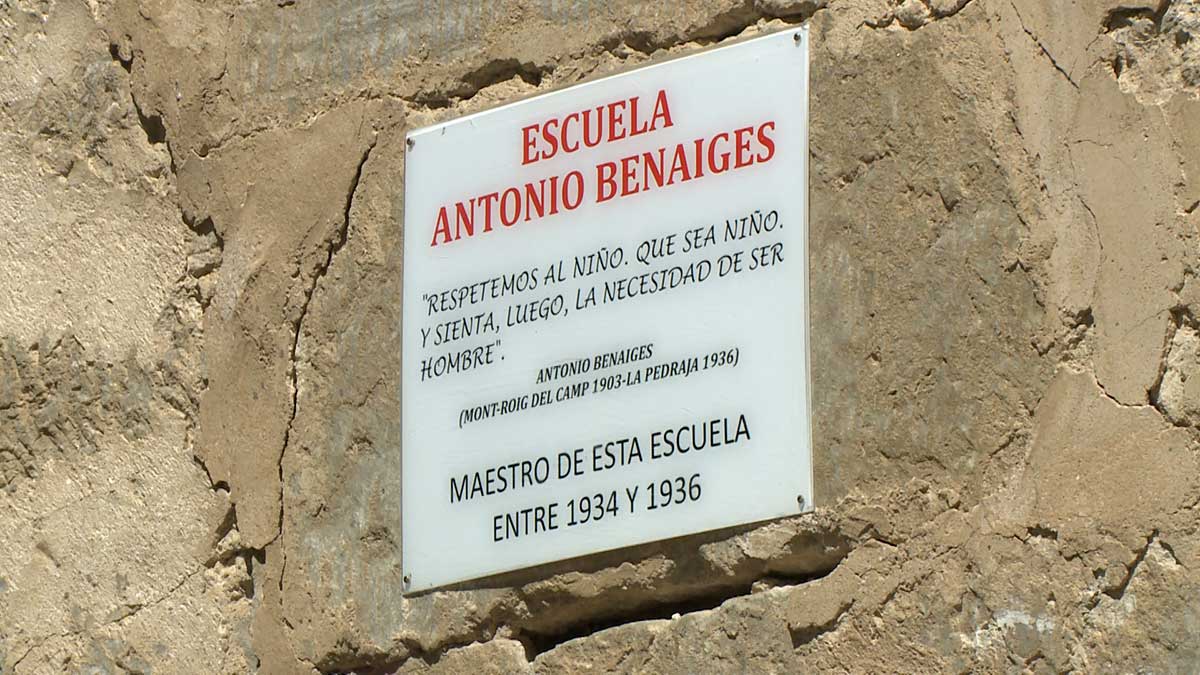 ESCUELA
ANTONIO BENAIGES
"RESPETEMOS AL NIÑO. QUE SEA NIÑO.
Y SIENTA, LUEGO, LA NECESIDAD DE SER
HOMBRE".
ANTONIO BENAIGES
(MONT-ROIG DEL CAMP 1903-LA PEDRAJA 1936)
MAESTRO DE ESTA ESCUELA
ENTRE 1934 Y 1936